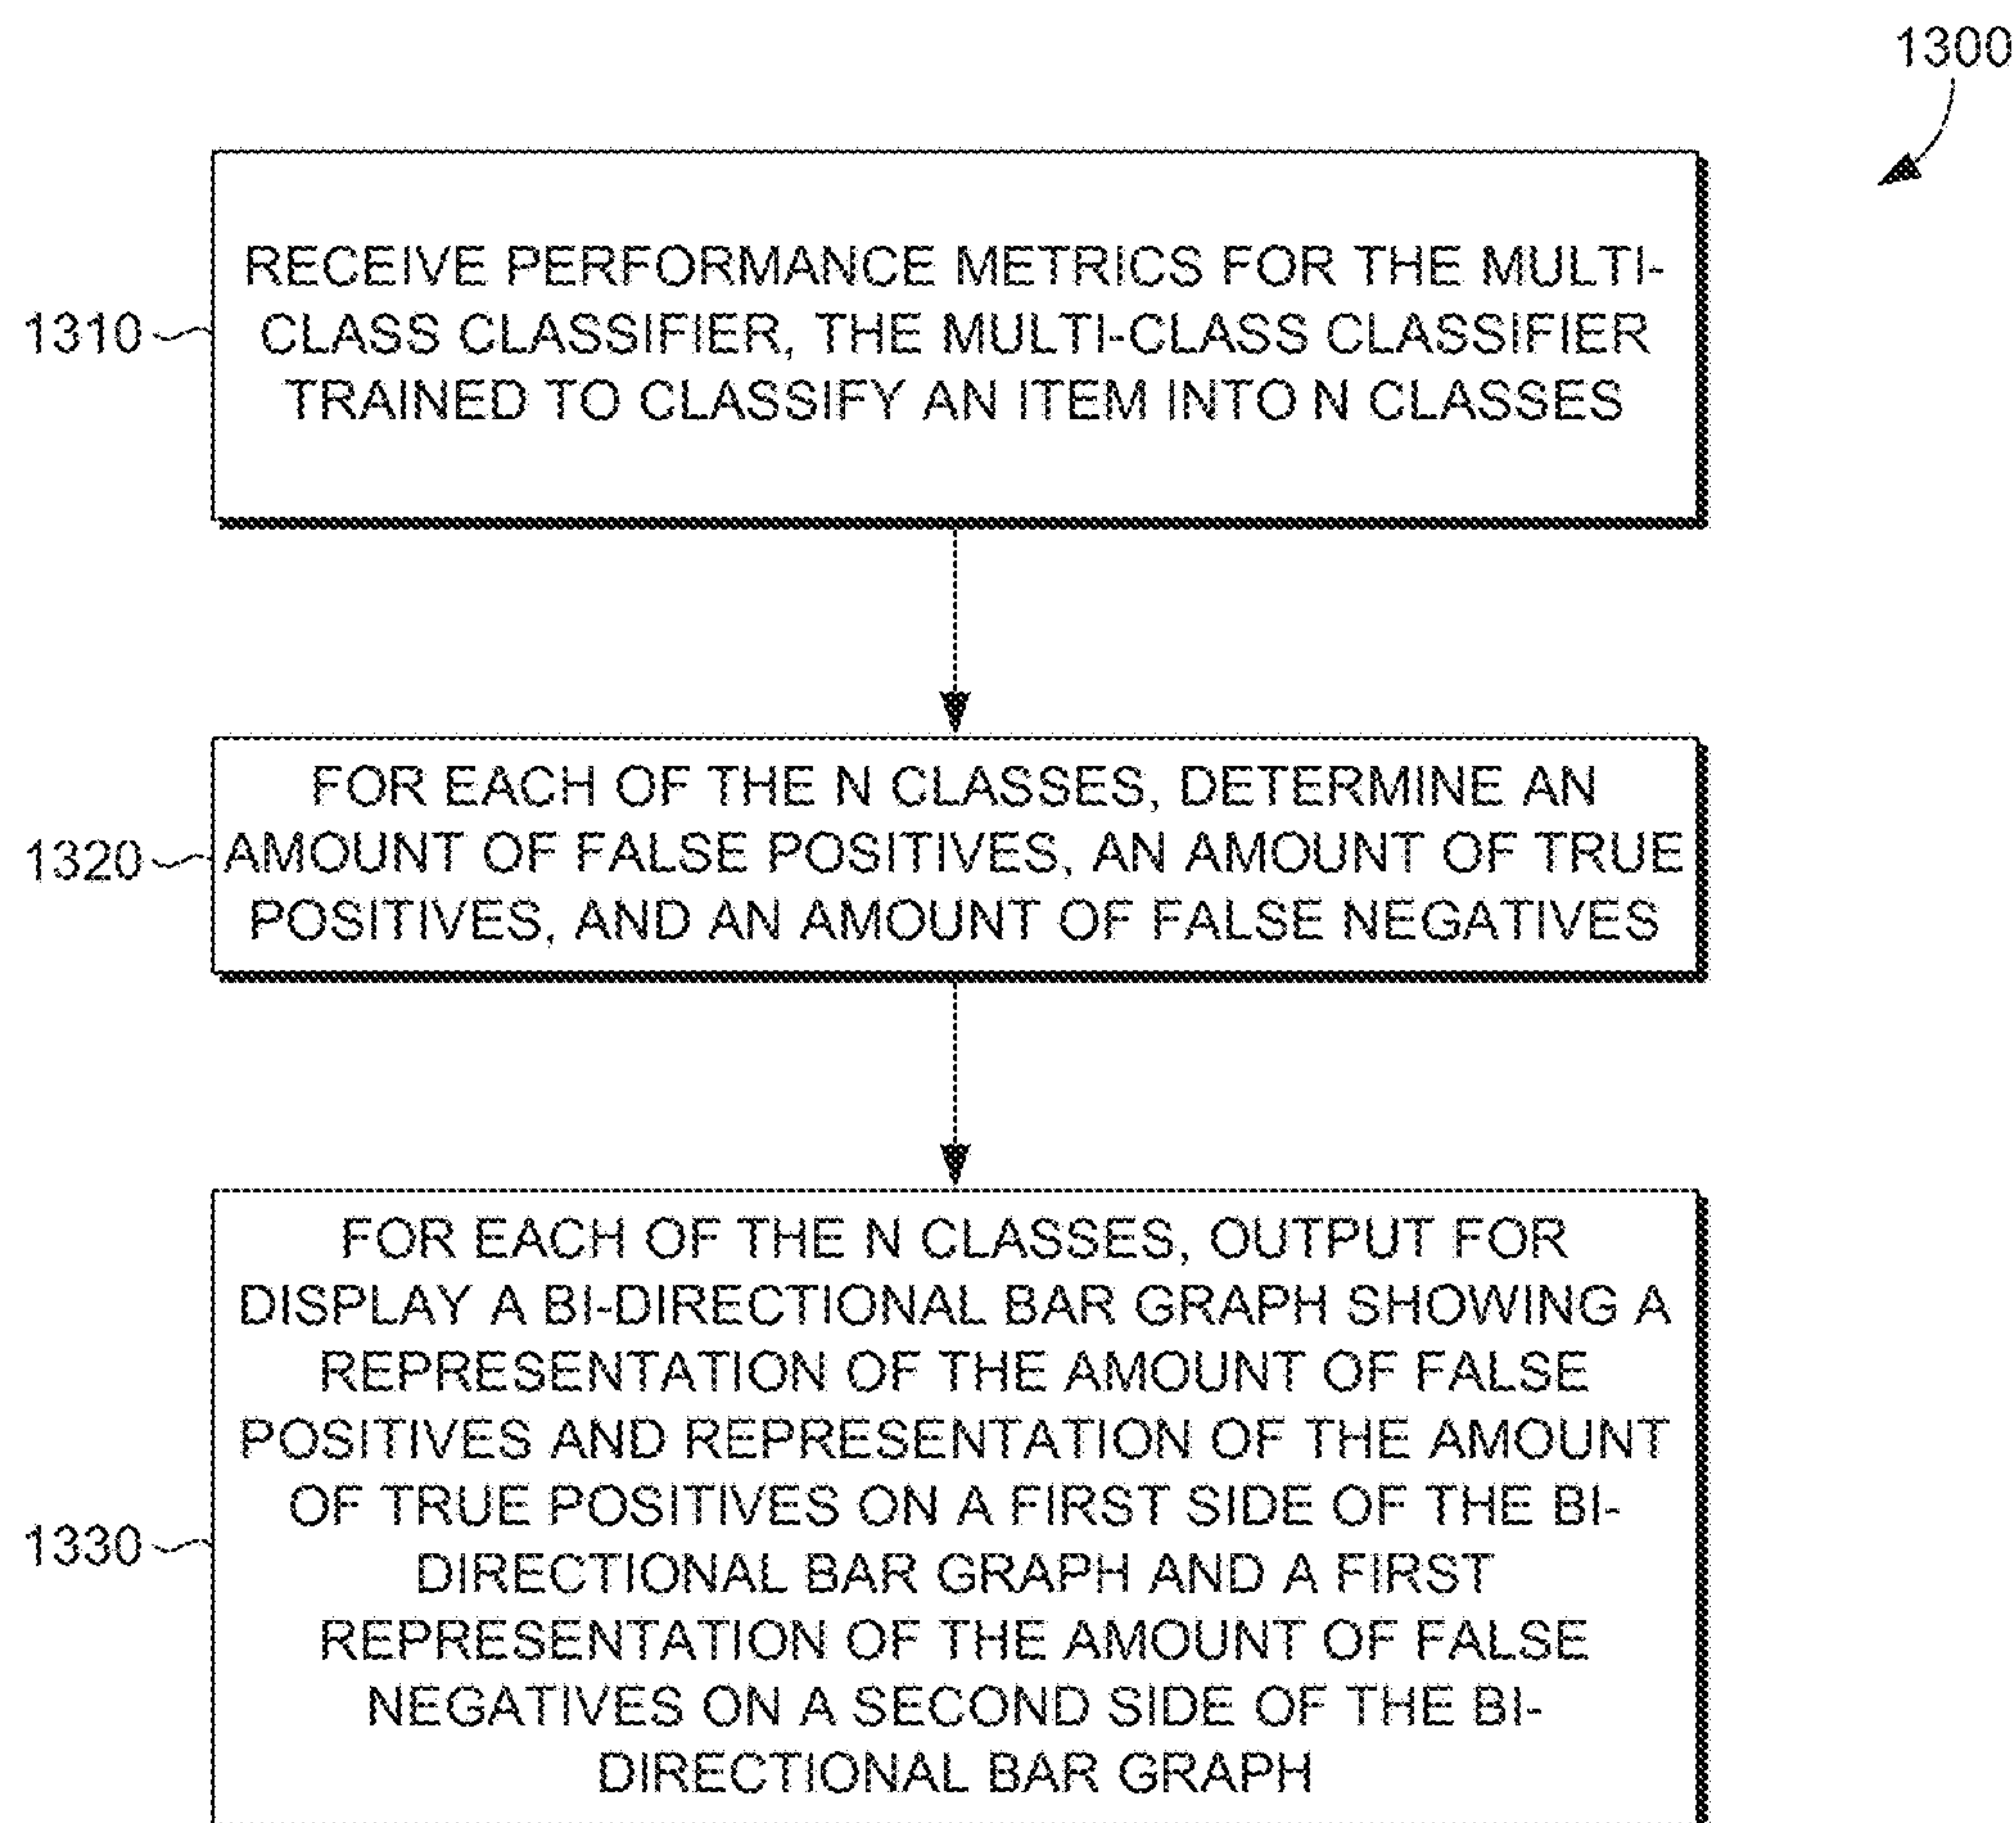 1300
RECEIVE PERFORMANCE METRICS FOR THE MULTI-
CLASS CLASSIFIER, THE MULTI-CLASS CLASSIFIER
TRAINED TO CLASSIFY AN ITEM INTO N CLASSES
1310
FOR EACH OF THE N CLASSES, DETERMINE AN
AMOUNT OF FALSE POSITIVES, AN AMOUNT OF TRUE
POSITIVES, AND AN AMOUNT OF FALSE NEGATIVES
1320
FOR EACH OF THE N CLASSES, OUTPUT FOR
DISPLAY A BI-DIRECTIONAL BAR GRAPH SHOWING A
REPRESENTATION OF THE AMOUNT OF FALSE
POSITIVES AND REPRESENTATION OF THE AMOUNT
OF TRUE POSITIVES ON A FIRST SIDE OF THE BI-
DIRECTIONAL BAR GRAPH AND A FIRST
REPRESENTATION OF THE AMOUNT OF FALSE
NEGATIVES ON A SECOND SIDE OF THE BI-
DIRECTIONAL BAR GRAPH
1330